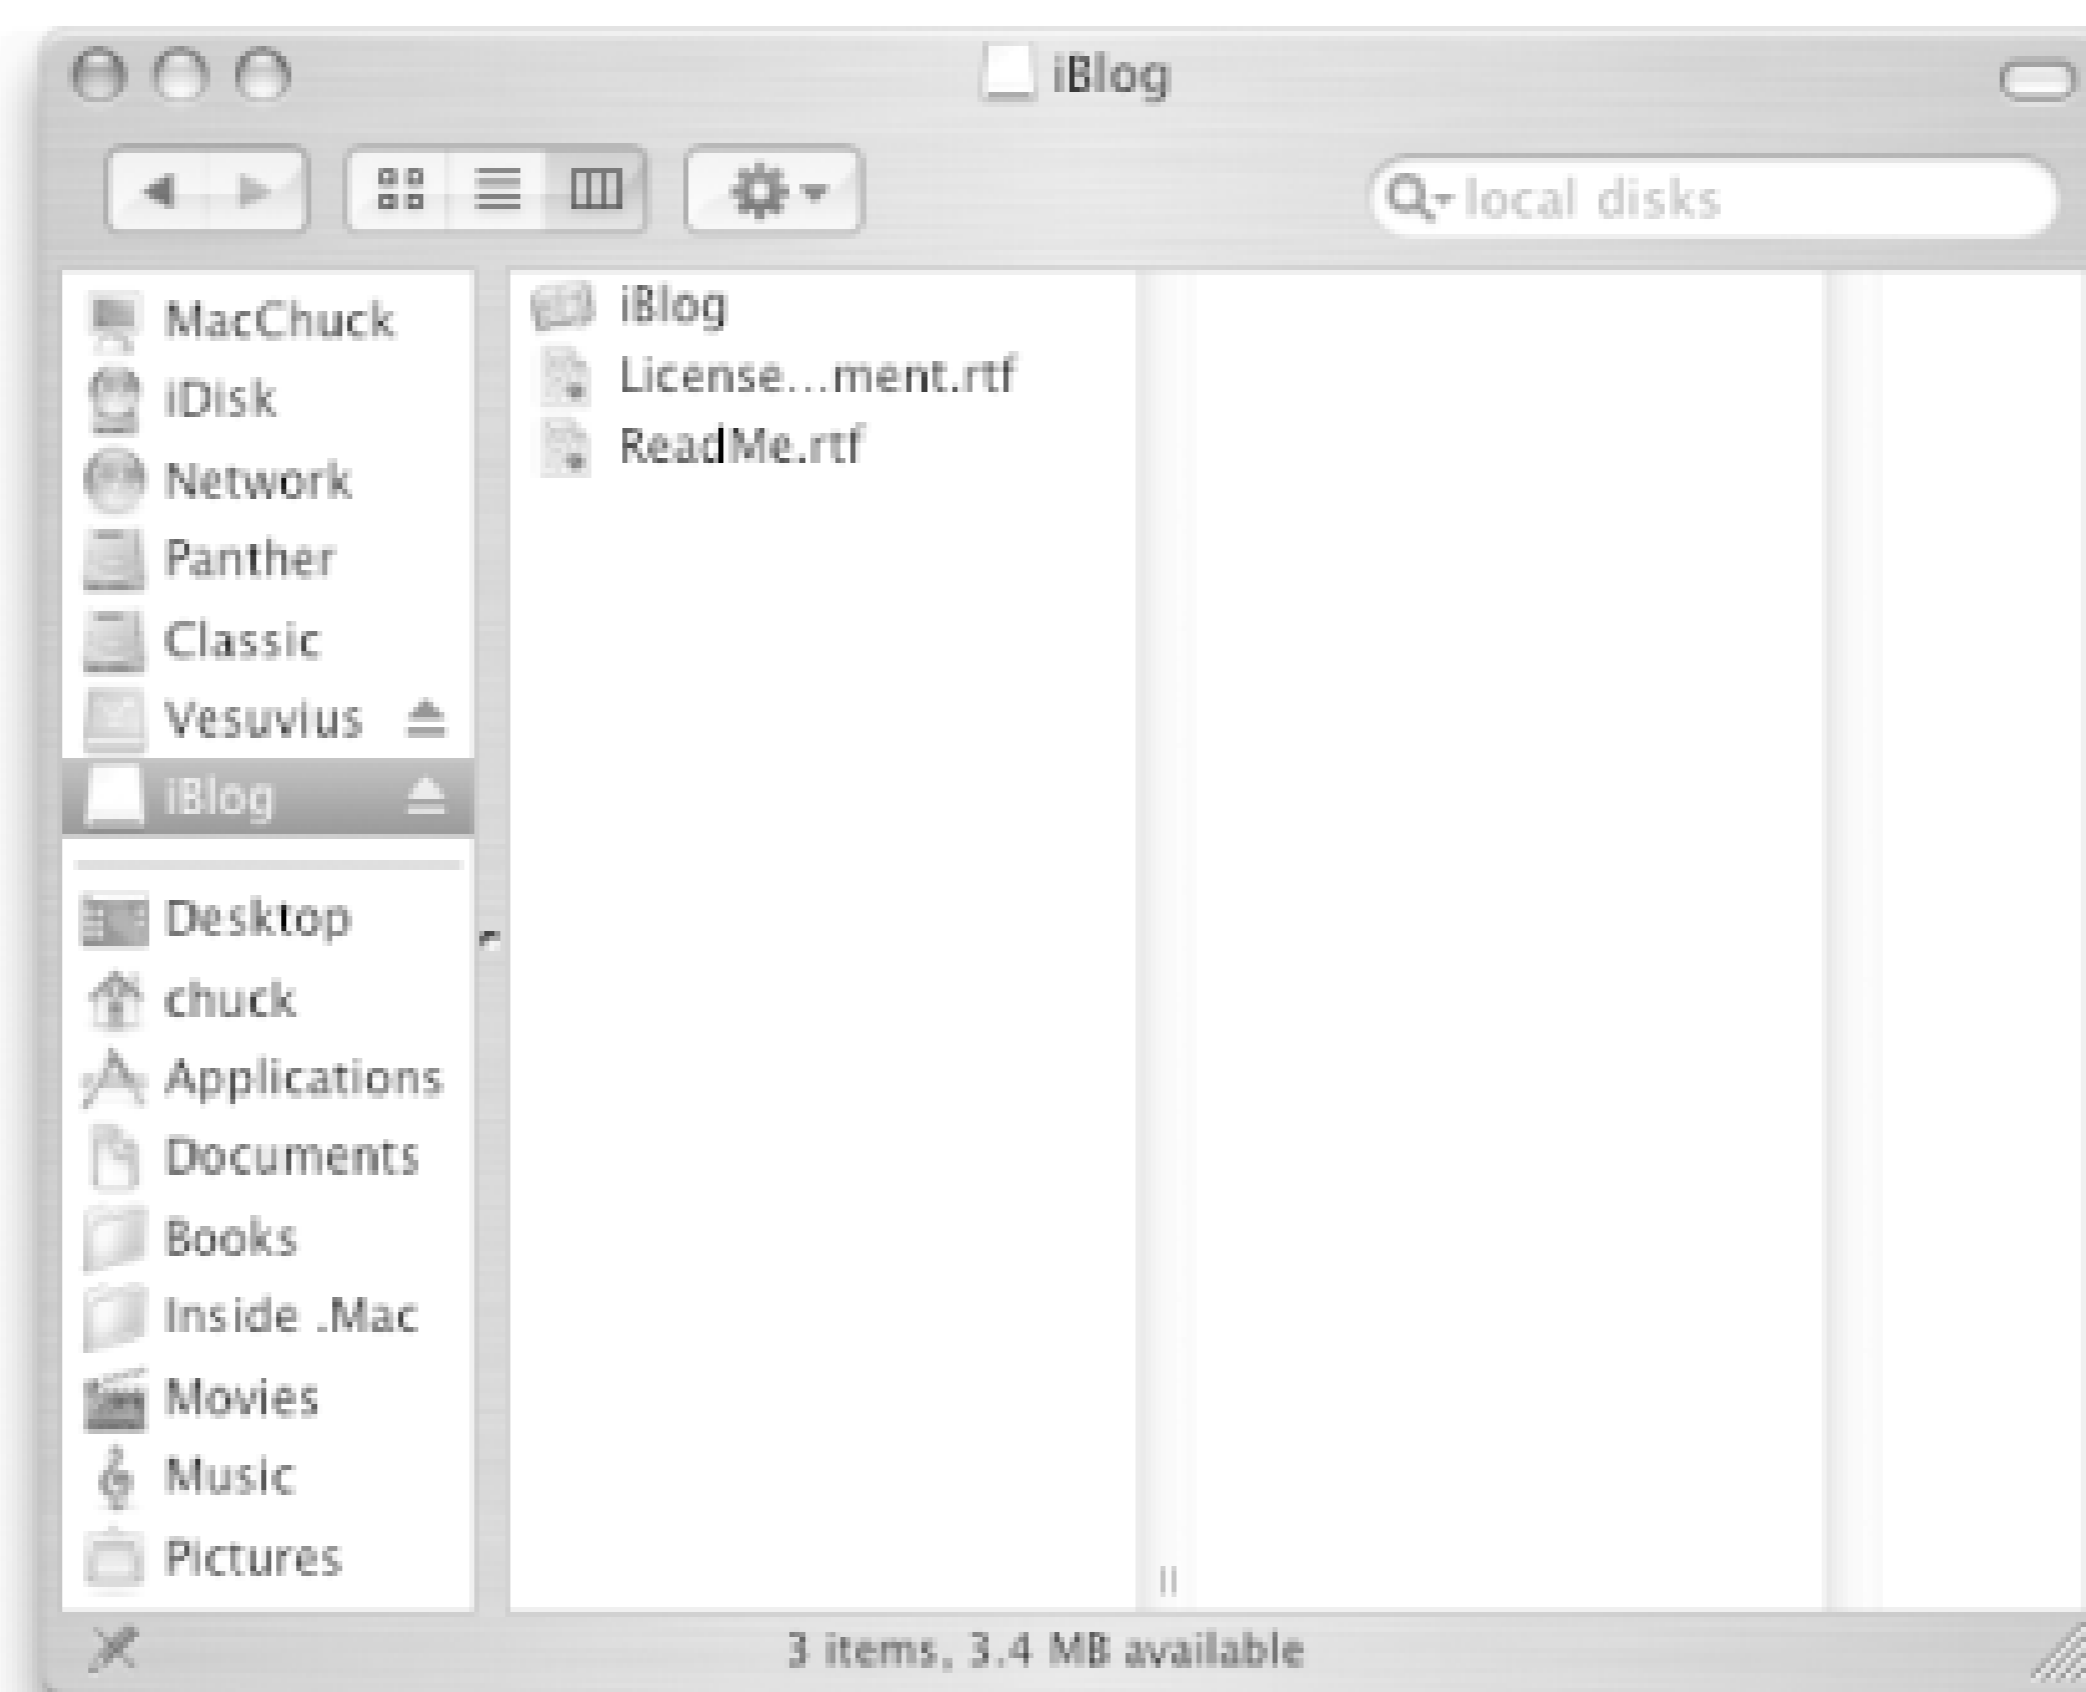 iBlog
local disks
MacChuck
iDisk
Network
Panther
Classic
Vesuvius
iBlog
Desktop
chuck
Applications
Documents
Books
Inside .Mac
Movies
Music
Pictures
iBlog
License...ment.rtf
ReadMe.rtf
3 items, 3.4 MB available